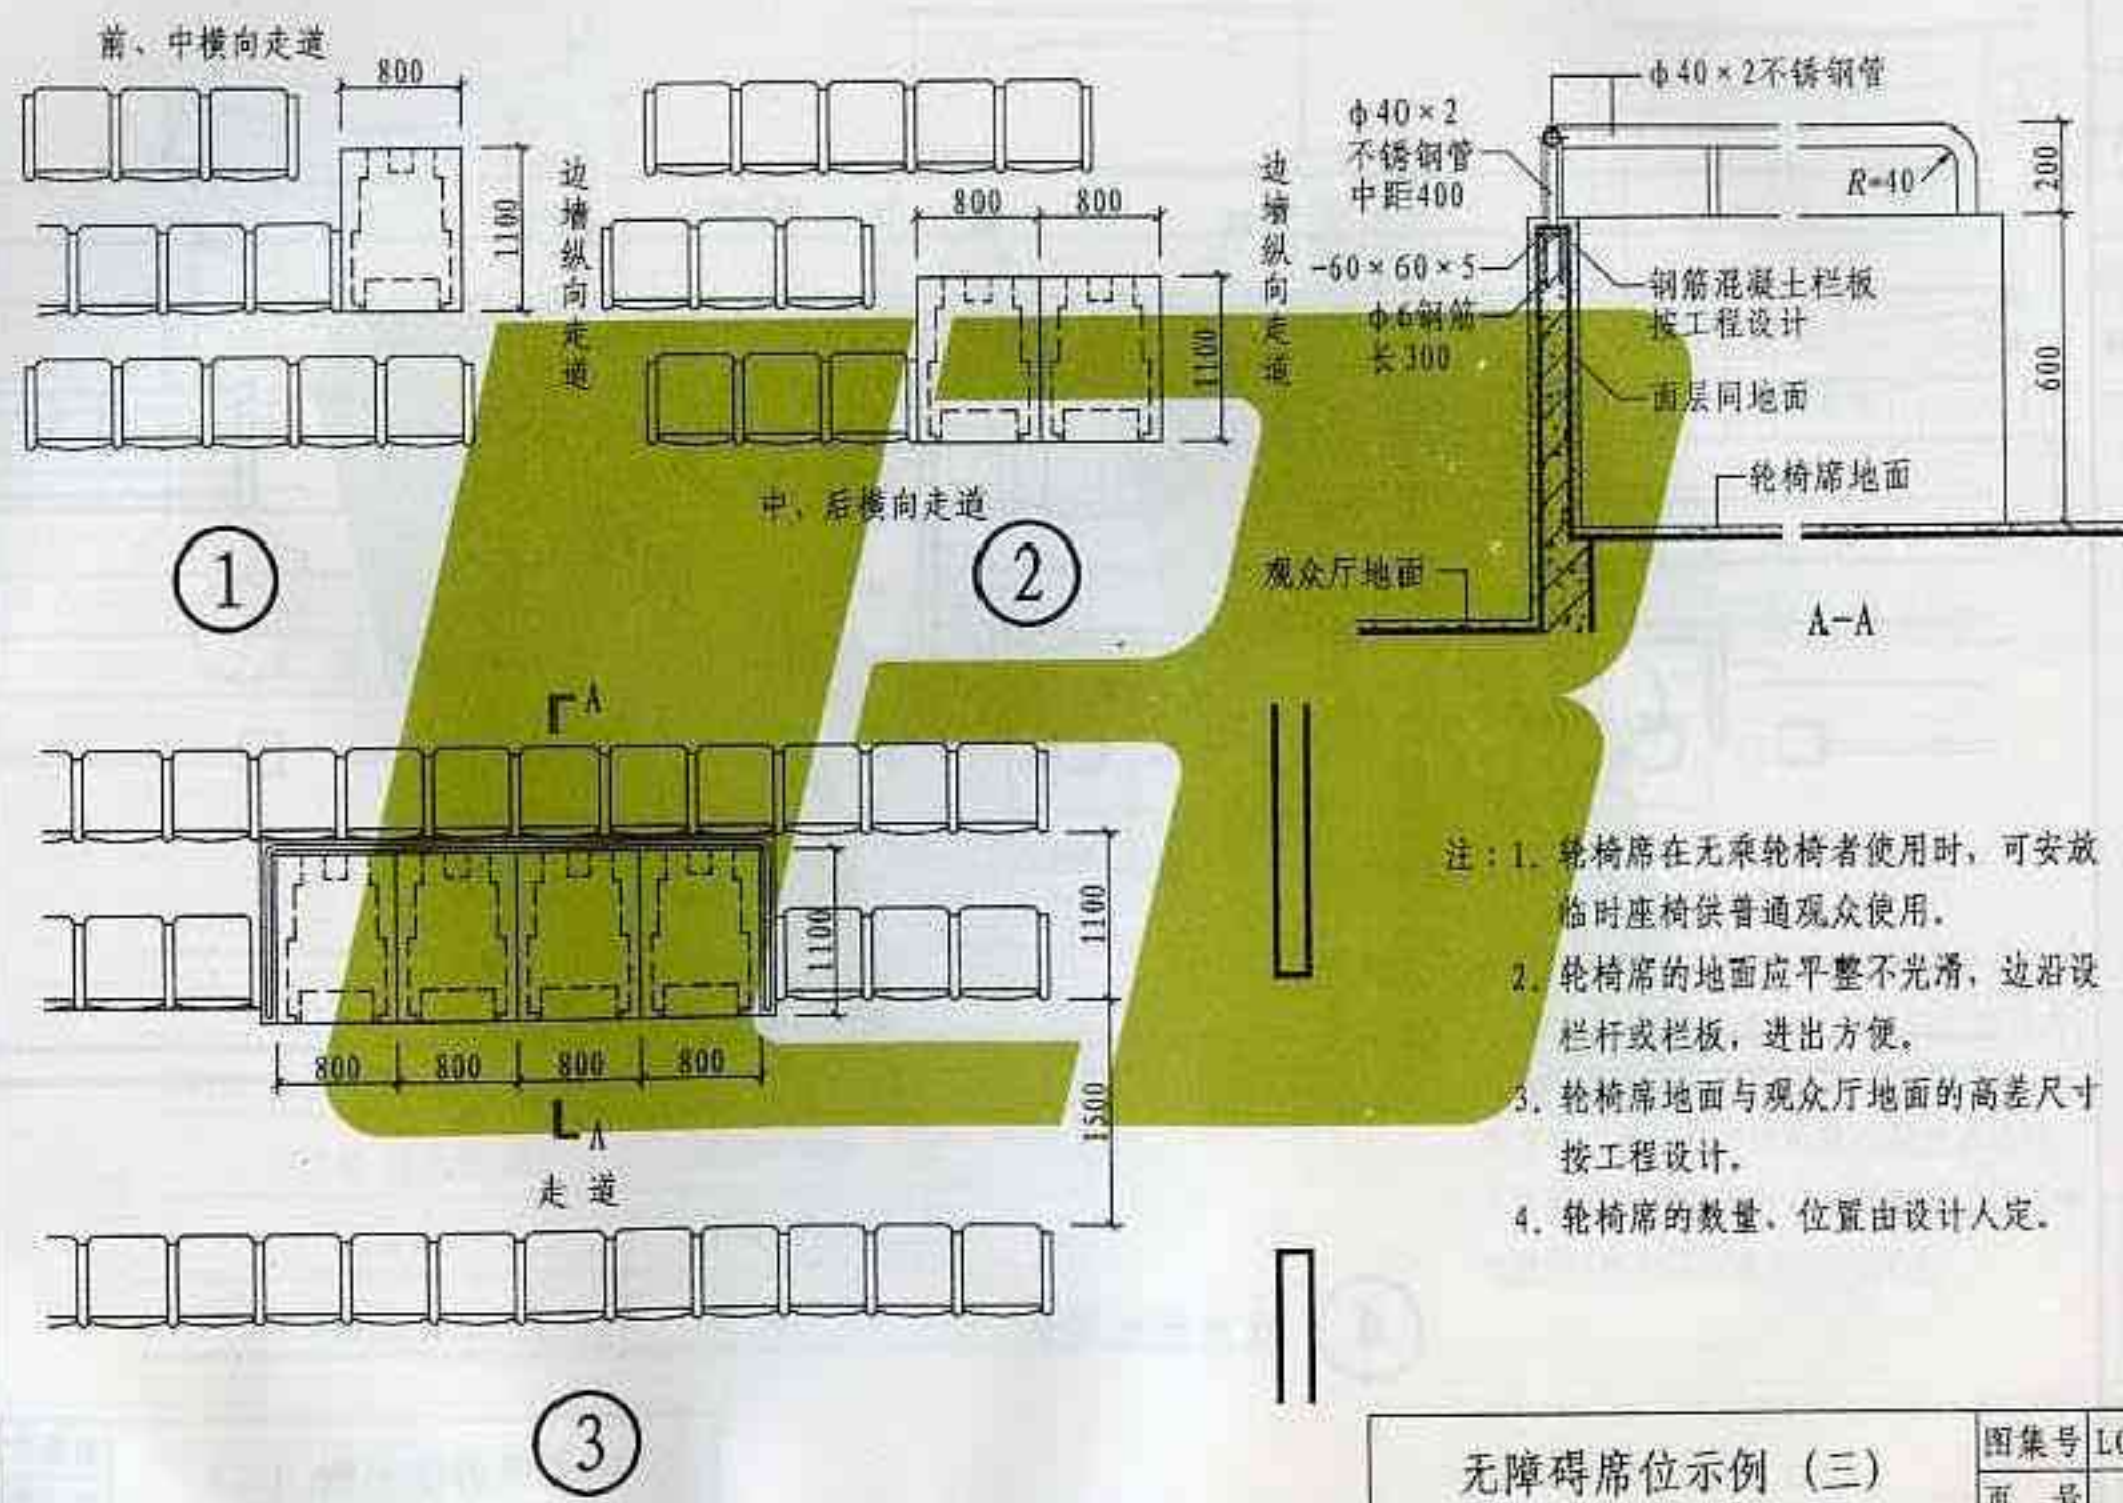 前、中横向走道
800
1100
边墙纵向走道
①
800
800
1100
边墙纵向走道
中、后横向走道
②
ф40×2不锈钢管
ф40×2
不锈钢管
中距400
R=40
200
-60×60×5
ф6钢筋
长300
钢筋混凝土栏板
按工程设计
面层同地面
600
轮椅席地面
观众厅地面
A-A
A
1100
1100
800
800
800
800
1500
A
走道
③
注:1. 轮椅席在无乘轮椅者使用时，可安放
临时座椅供普通观众使用.
2. 轮椅席的地面应平整不光滑，边沿设
栏杆或栏板，进出方便。
3. 轮椅席地面与观众厅地面的高差尺寸
按工程设计.
4. 轮椅席的数量、位置由设计人定.
无障碍席位示例（三）
图集号
页 号